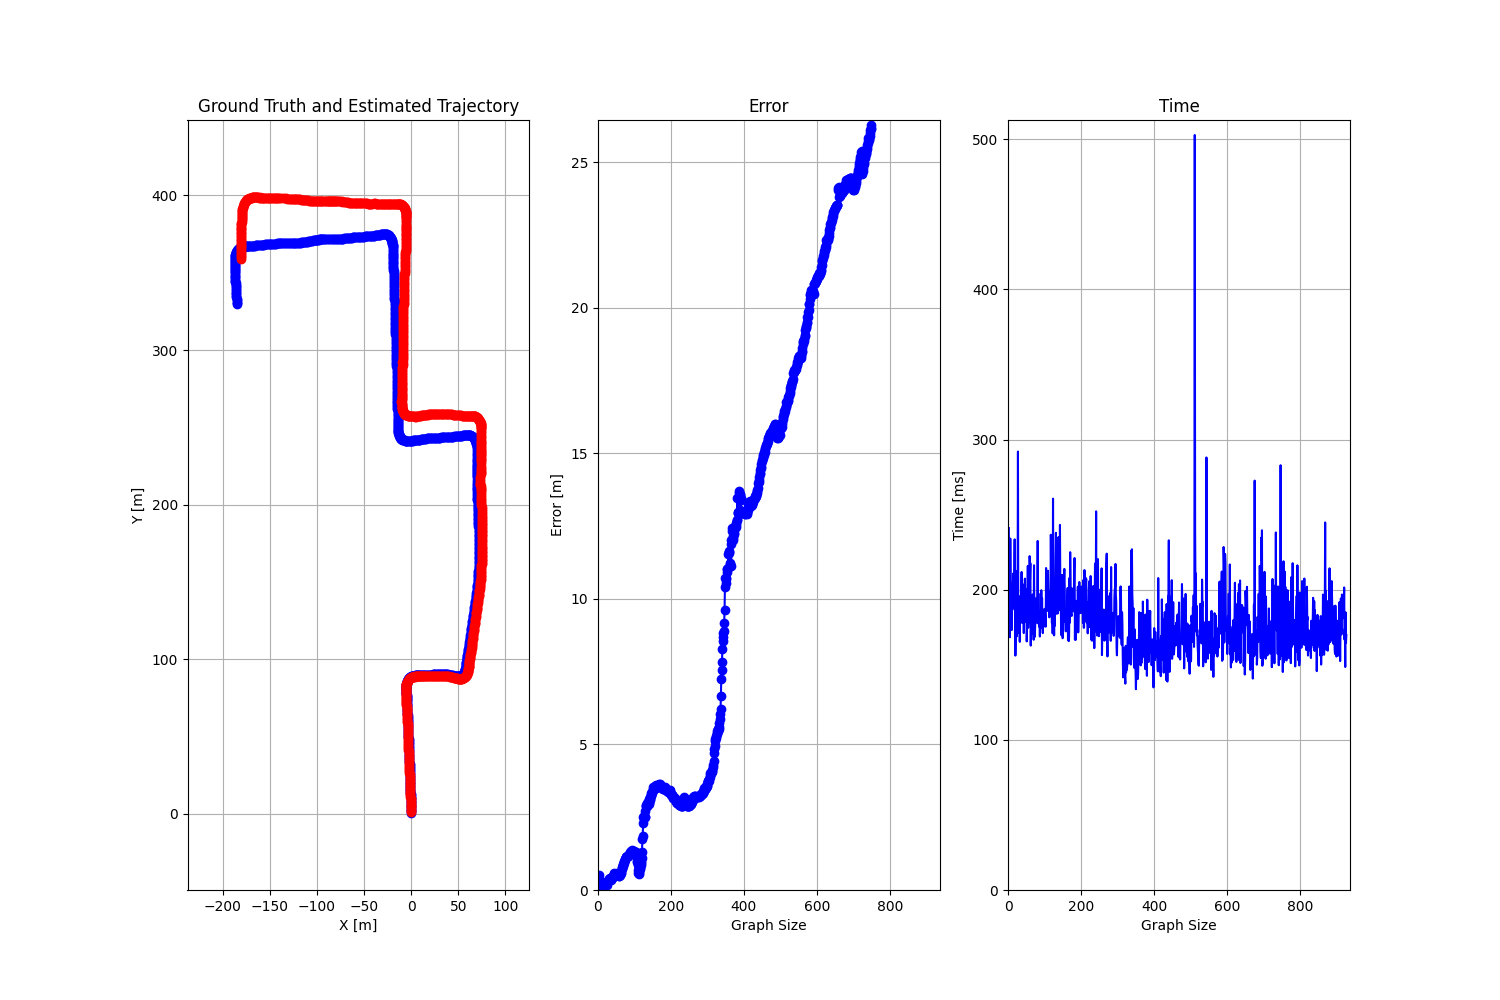 Ground Truth and Estimated Trajectory
400
300
200
100
0
−200 −150 −100 −50 0 50 100
X [m]
Y [m]
Error
25
20
15
10
5
0
0 200 400 600 800
Graph Size
Error [m]
Time
500
400
300
200
100
0
0 200 400 600 800
Graph Size
Time [ms]